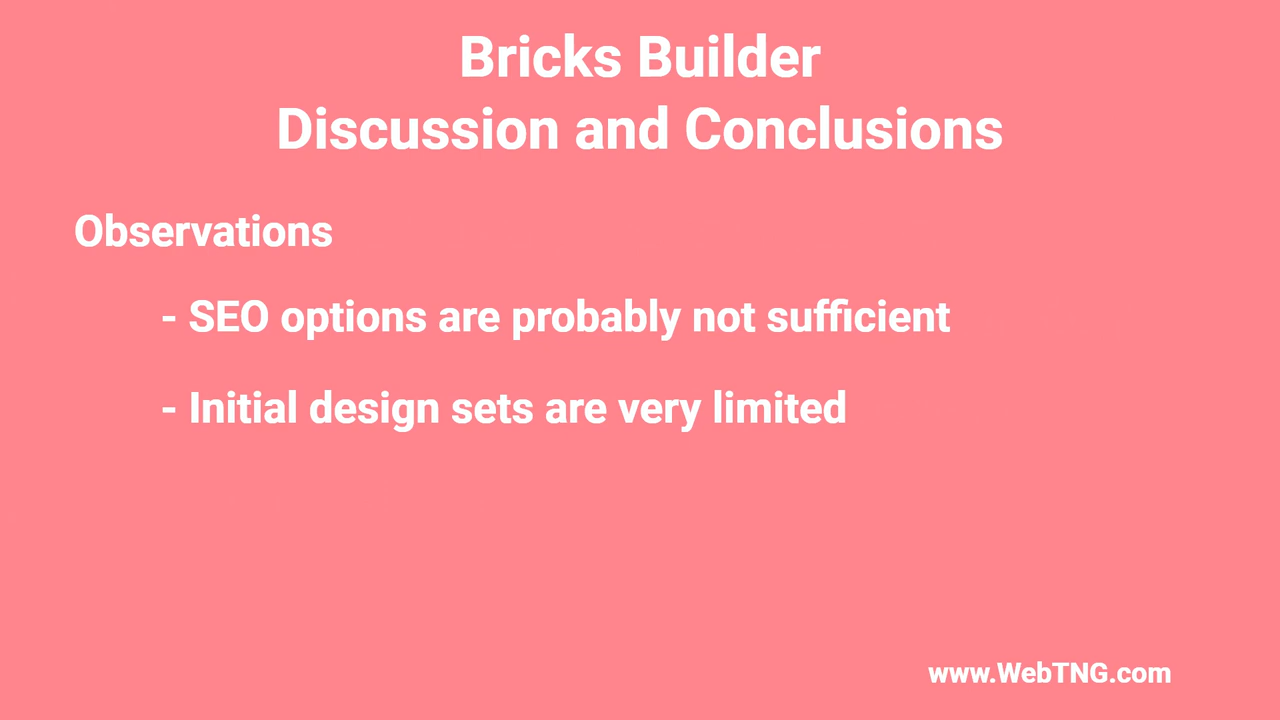 Bricks Builder
Discussion and Conclusions
Observations
- SEO options are probably not sufficient
- Initial design sets are very limited
www.WebTNG.com